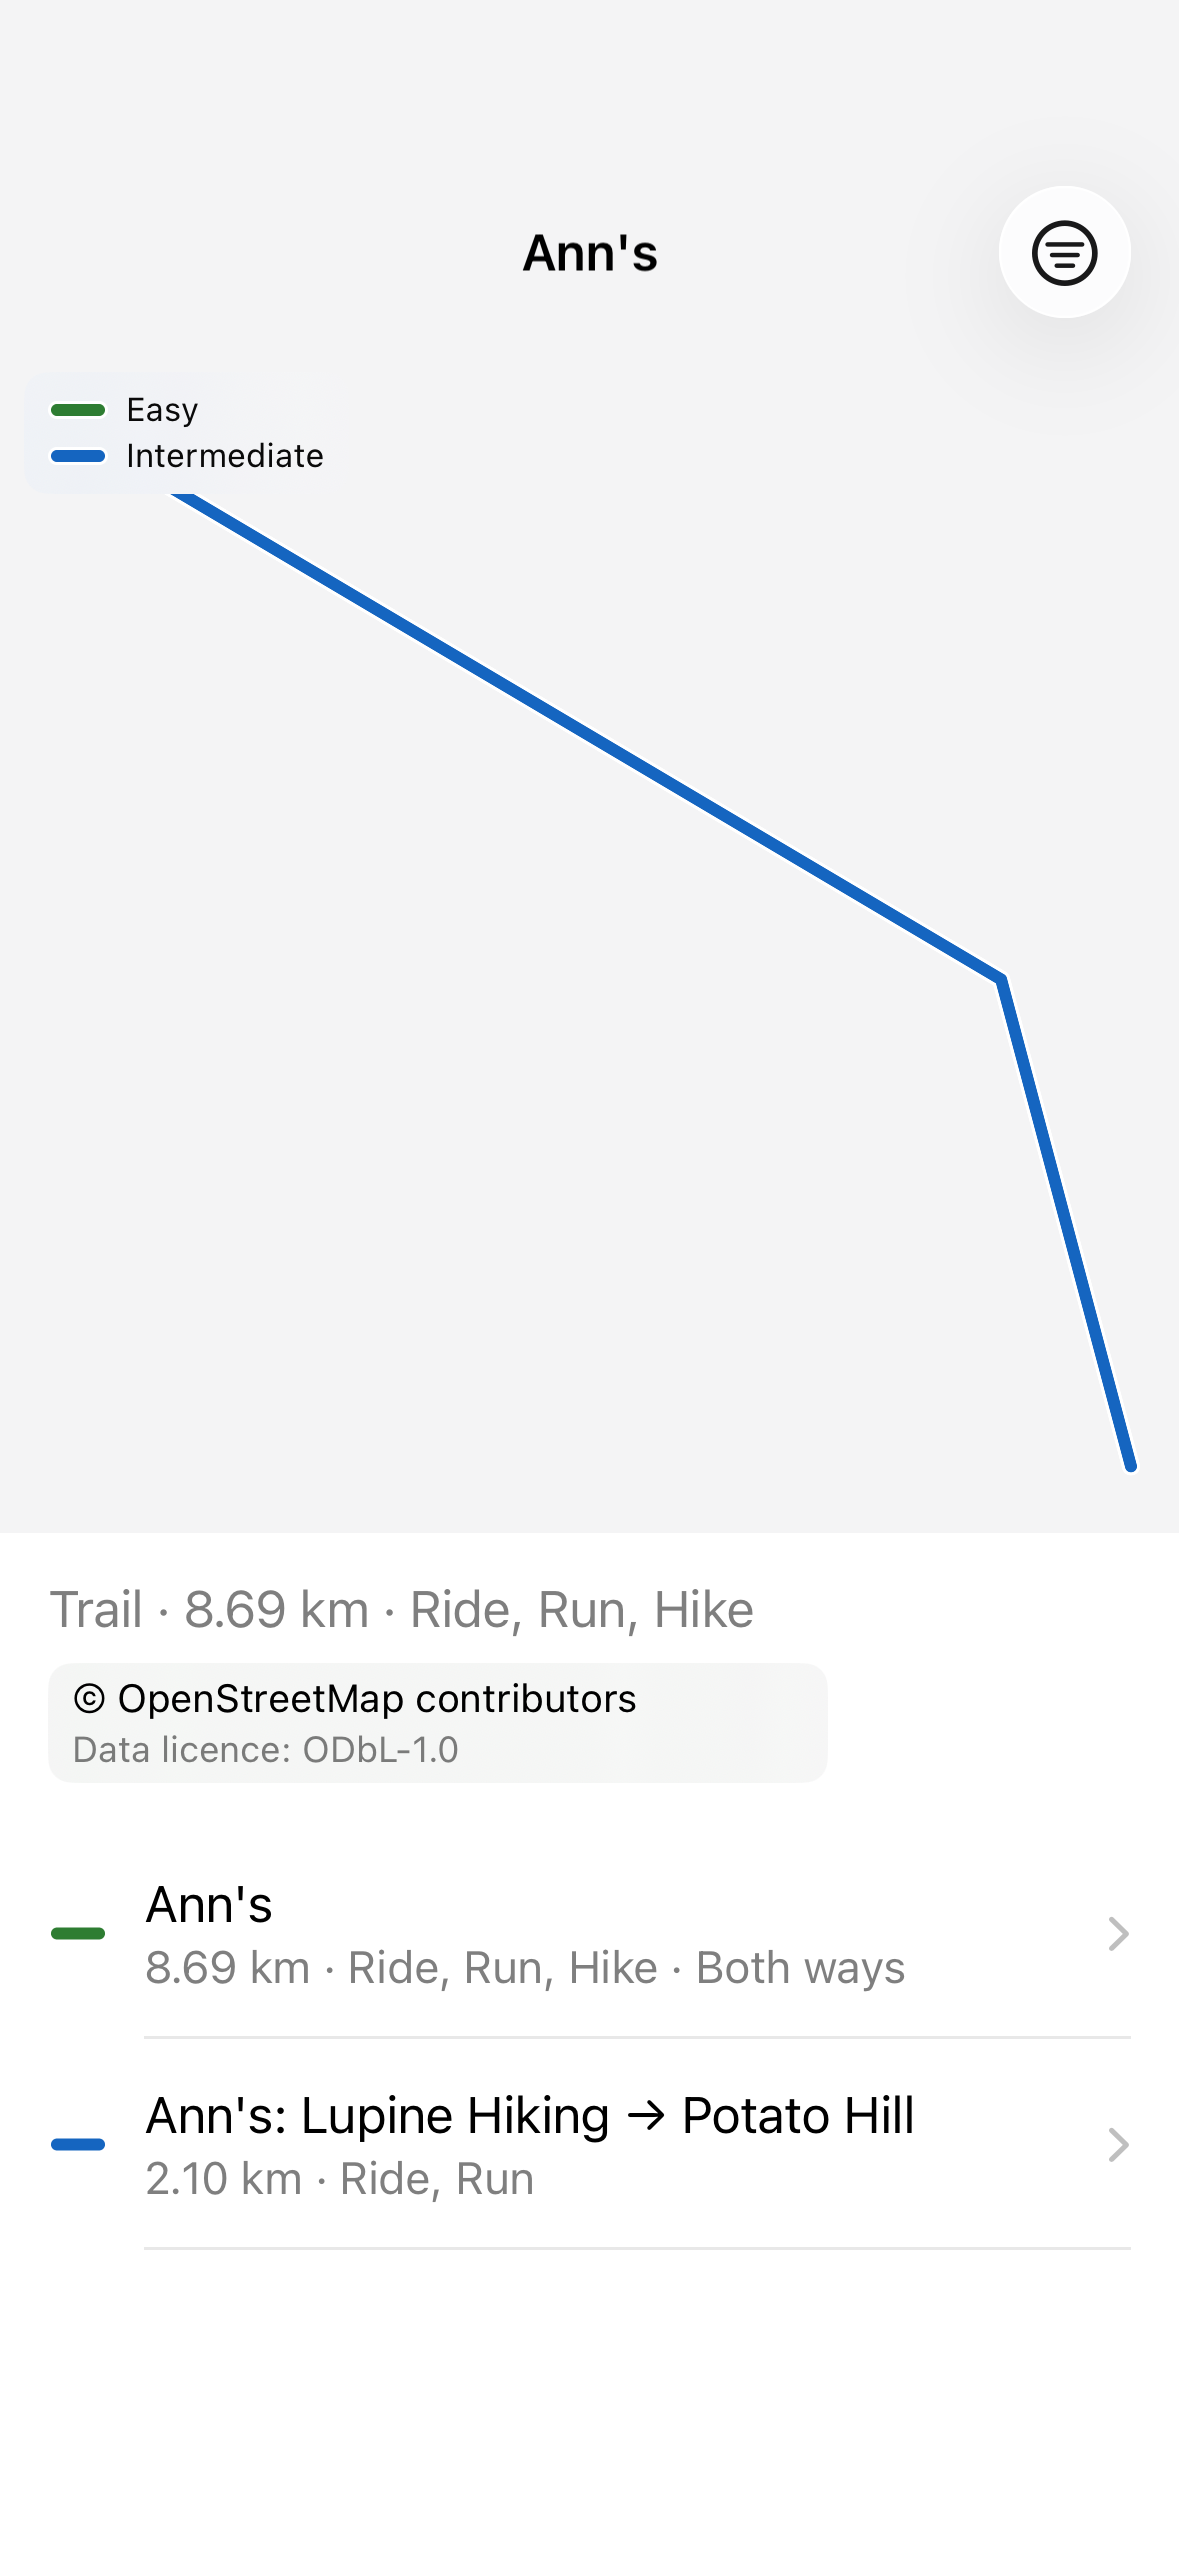 Ann's
Easy
Intermediate
Trail · 8.69 km · Ride, Run, Hike
© OpenStreetMap contributors
Data licence: ODbL-1.0
Ann's
8.69 km · Ride, Run, Hike · Both ways
Ann's: Lupine Hiking → Potato Hill
2.10 km · Ride, Run